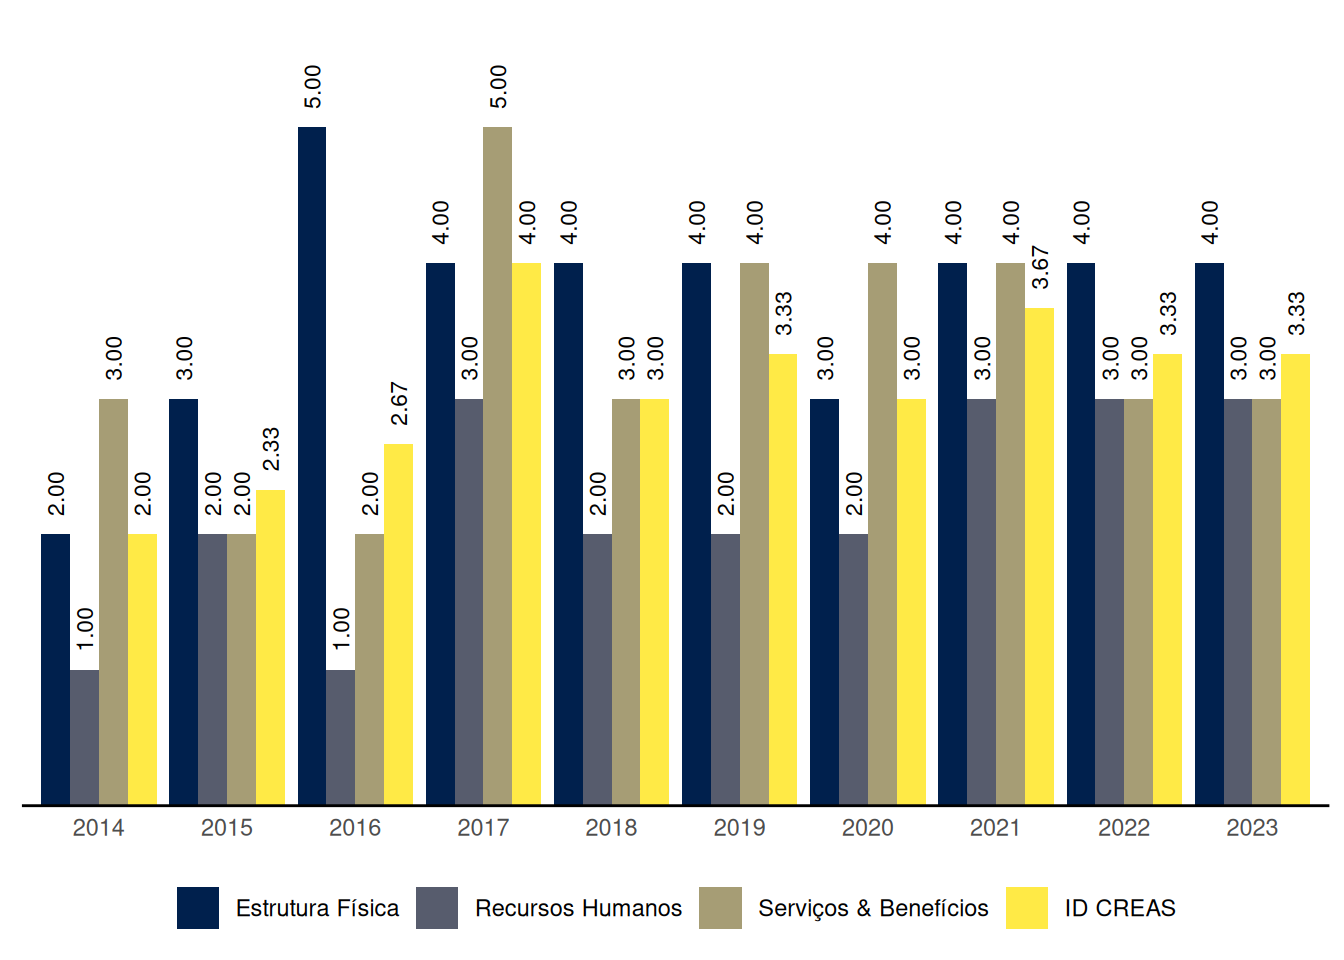 5.00 5.00
4.00 4.00 4.00 4.00 4.00 4.00 4.00 4.00 4.00 4.00
3.67
3.33 3.33 3.33
3.00 3.00 3.00 3.00 3.00 3.00 3.00 3.00 3.00 3.00 3.00 3.00
2.67
2.33
2.00 2.00 2.00 2.00 2.00 2.00 2.00 2.00
1.00 1.00
2014 2015 2016 2017 2018 2019 2020 2021 2022 2023
Estrutura Física Recursos Humanos Serviços & Benefícios ID CREAS